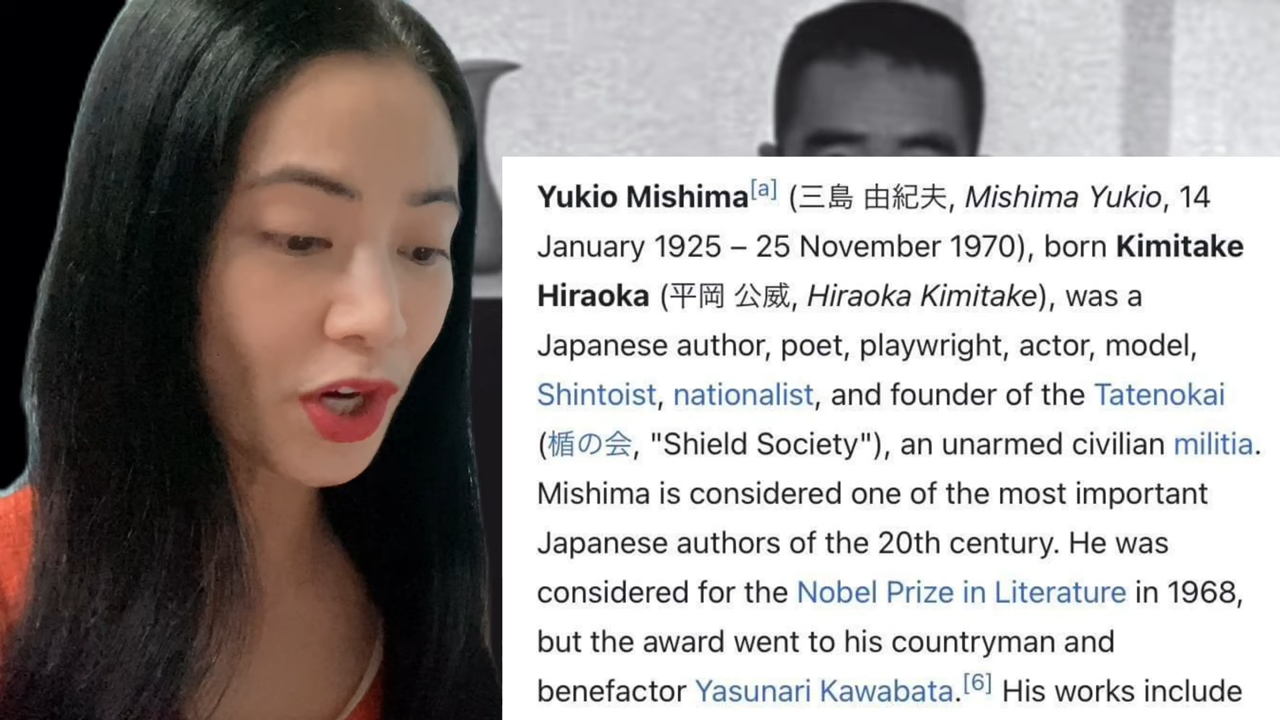 Yukio Mishima[a] (三島 由紀夫, Mishima Yukio, 14
January 1925 – 25 November 1970), born Kimitake
Hiraoka (平岡 公威, Hiraoka Kimitake), was a
Japanese author, poet, playwright, actor, model,
Shintoist, nationalist, and founder of the Tatenokai
(楯の会, "Shield Society"), an unarmed civilian militia.
Mishima is considered one of the most important
Japanese authors of the 20th century. He was
considered for the Nobel Prize in Literature in 1968,
but the award went to his countryman and
benefactor Yasunari Kawabata.[6] His works include